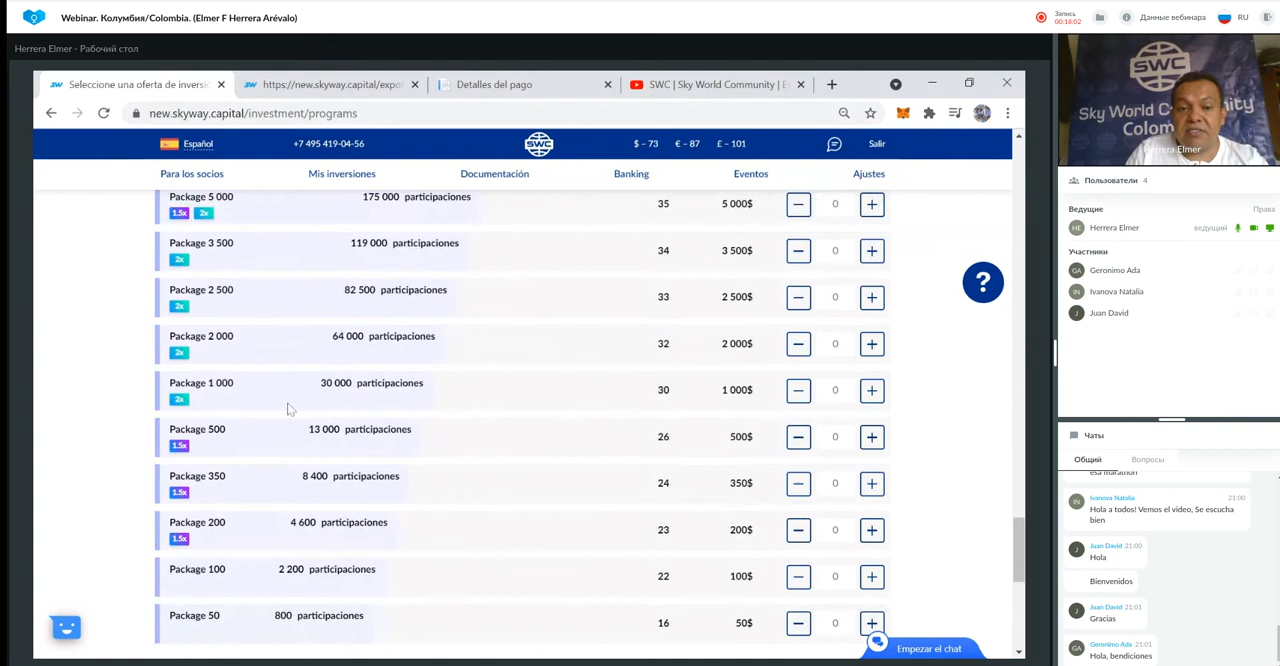 Webinar. Колумбия/Colombia. (Elmer F Herrera Arévalo)
Запись
00:18:02
Данные вебинара
RU
Herrera Elmer - Рабочий стол
Seleccione una oferta de inversi
https://new.skyway.capital/expo
Detalles del pago
SWC | Sky World Community | E
new.skyway.capital/investment/programs
Español
+7 495 419-04-56
SWC
$ – 73
€ – 87
£ – 101
Salir
Para los socios
Mis inversiones
Documentación
Banking
Eventos
Ajustes
Package 5 000
175 000 participaciones
35
5 000$
0
1.5x 2x
Package 3 500
119 000 participaciones
34
3 500$
0
2x
Package 2 500
82 500 participaciones
33
2 500$
0
2x
Package 2 000
64 000 participaciones
32
2 000$
0
2x
Package 1 000
30 000 participaciones
30
1 000$
0
2x
Package 500
13 000 participaciones
26
500$
0
1.5x
Package 350
8 400 participaciones
24
350$
0
1.5x
Package 200
4 600 participaciones
23
200$
0
1.5x
Package 100
2 200 participaciones
22
100$
0
Package 50
800 participaciones
16
50$
0
?
Empezar el chat
SWC
Sky World Community
Colom
Herrera Elmer
Пользователи 4
Ведущие
Права
HE
Herrera Elmer
ведущий
Участники
GA
Geronimo Ada
IN
Ivanova Natalia
J
Juan David
Чаты
Общий
Вопросы
esa marathon
IN
Ivanova Natalia
21:00
Hola a todos! Vemos el video, Se escucha
bien
J
Juan David 21:00
Hola
Bienvenidos
J
Juan David 21:01
Gracias
GA
Geronimo Ada 21:01
Hola, bendiciones